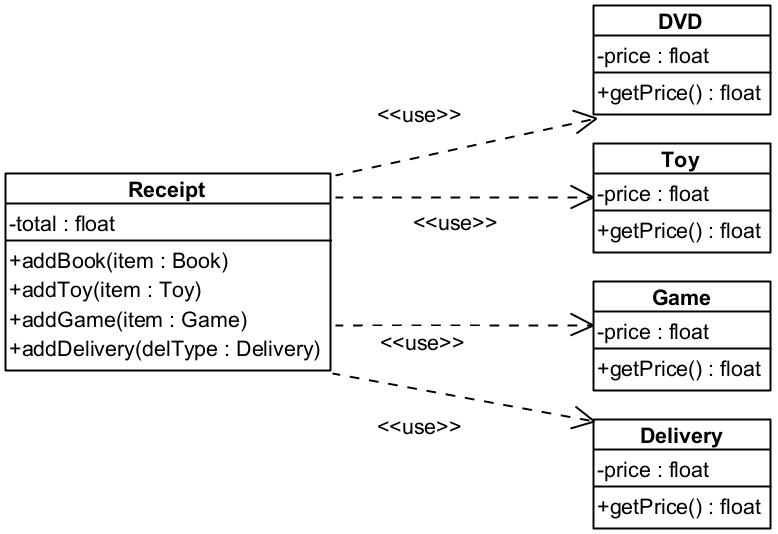 DVD
-price : float
+getPrice() : float
<<use>>
Toy
-price : float
+getPrice() : float
<<use>>
Receipt
-total : float
+addBook(item : Book)
+addToy(item : Toy)
+addGame(item : Game)
+addDelivery(delType : Delivery)
Game
-price : float
+getPrice() : float
<<use>>
Delivery
-price : float
+getPrice() : float
<<use>>